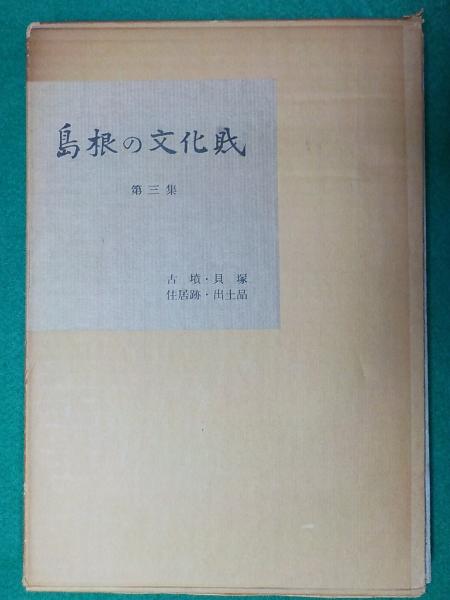 島根の文化財
第三集
古墳・貝塚
住居跡・出土品